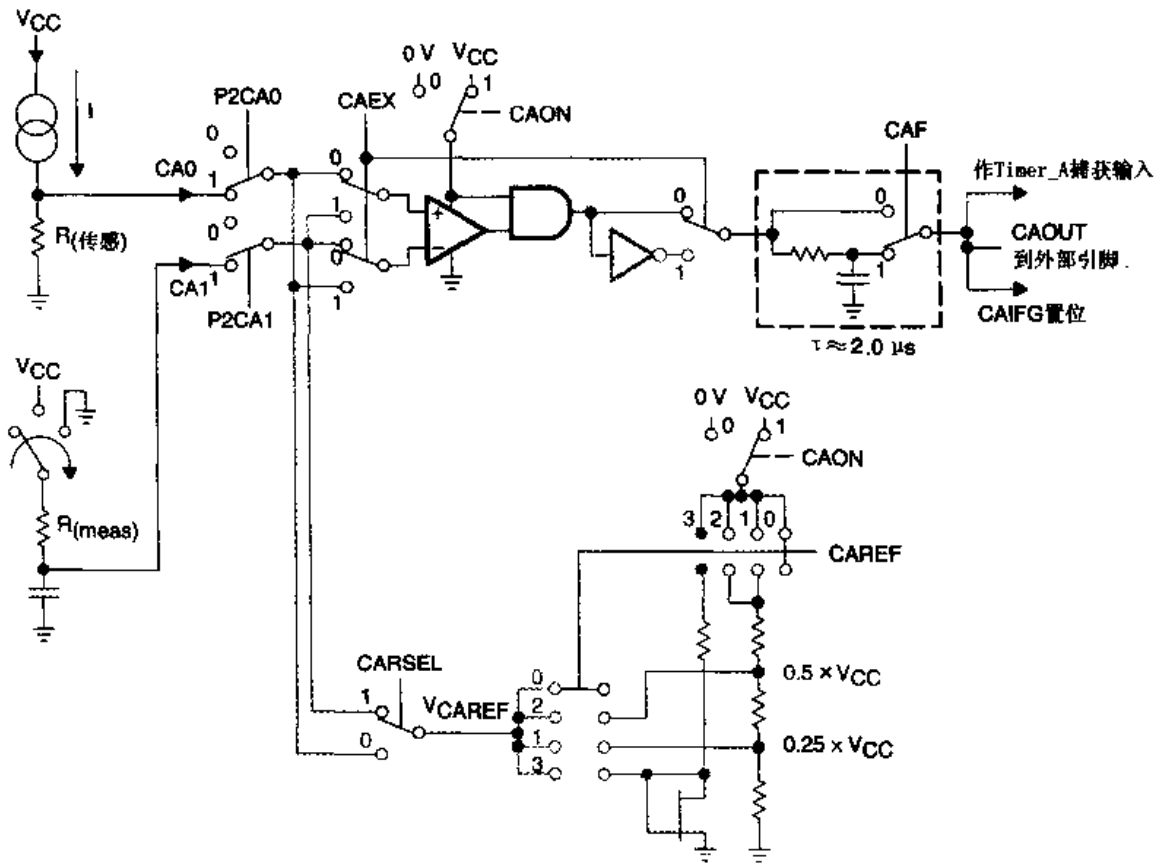 VCC
I
R(传感)
CA0
P2CA0
0
1
0
1
CA1
P2CA1
CAEX
0
1
0
1
0 V VCC
0 1
CAON
+
−
0
1
CAF
0
1
τ≈2.0 μs
作Timer_A捕获输入
CAOUT
到外部引脚.
CAIFG置位
VCC
R(meas)
0 V VCC
0 1
CAON
3 2 1 0
CAREF
CARSEL
1
0
VCAREF
0
2
1
3
0.5 × VCC
0.25 × VCC